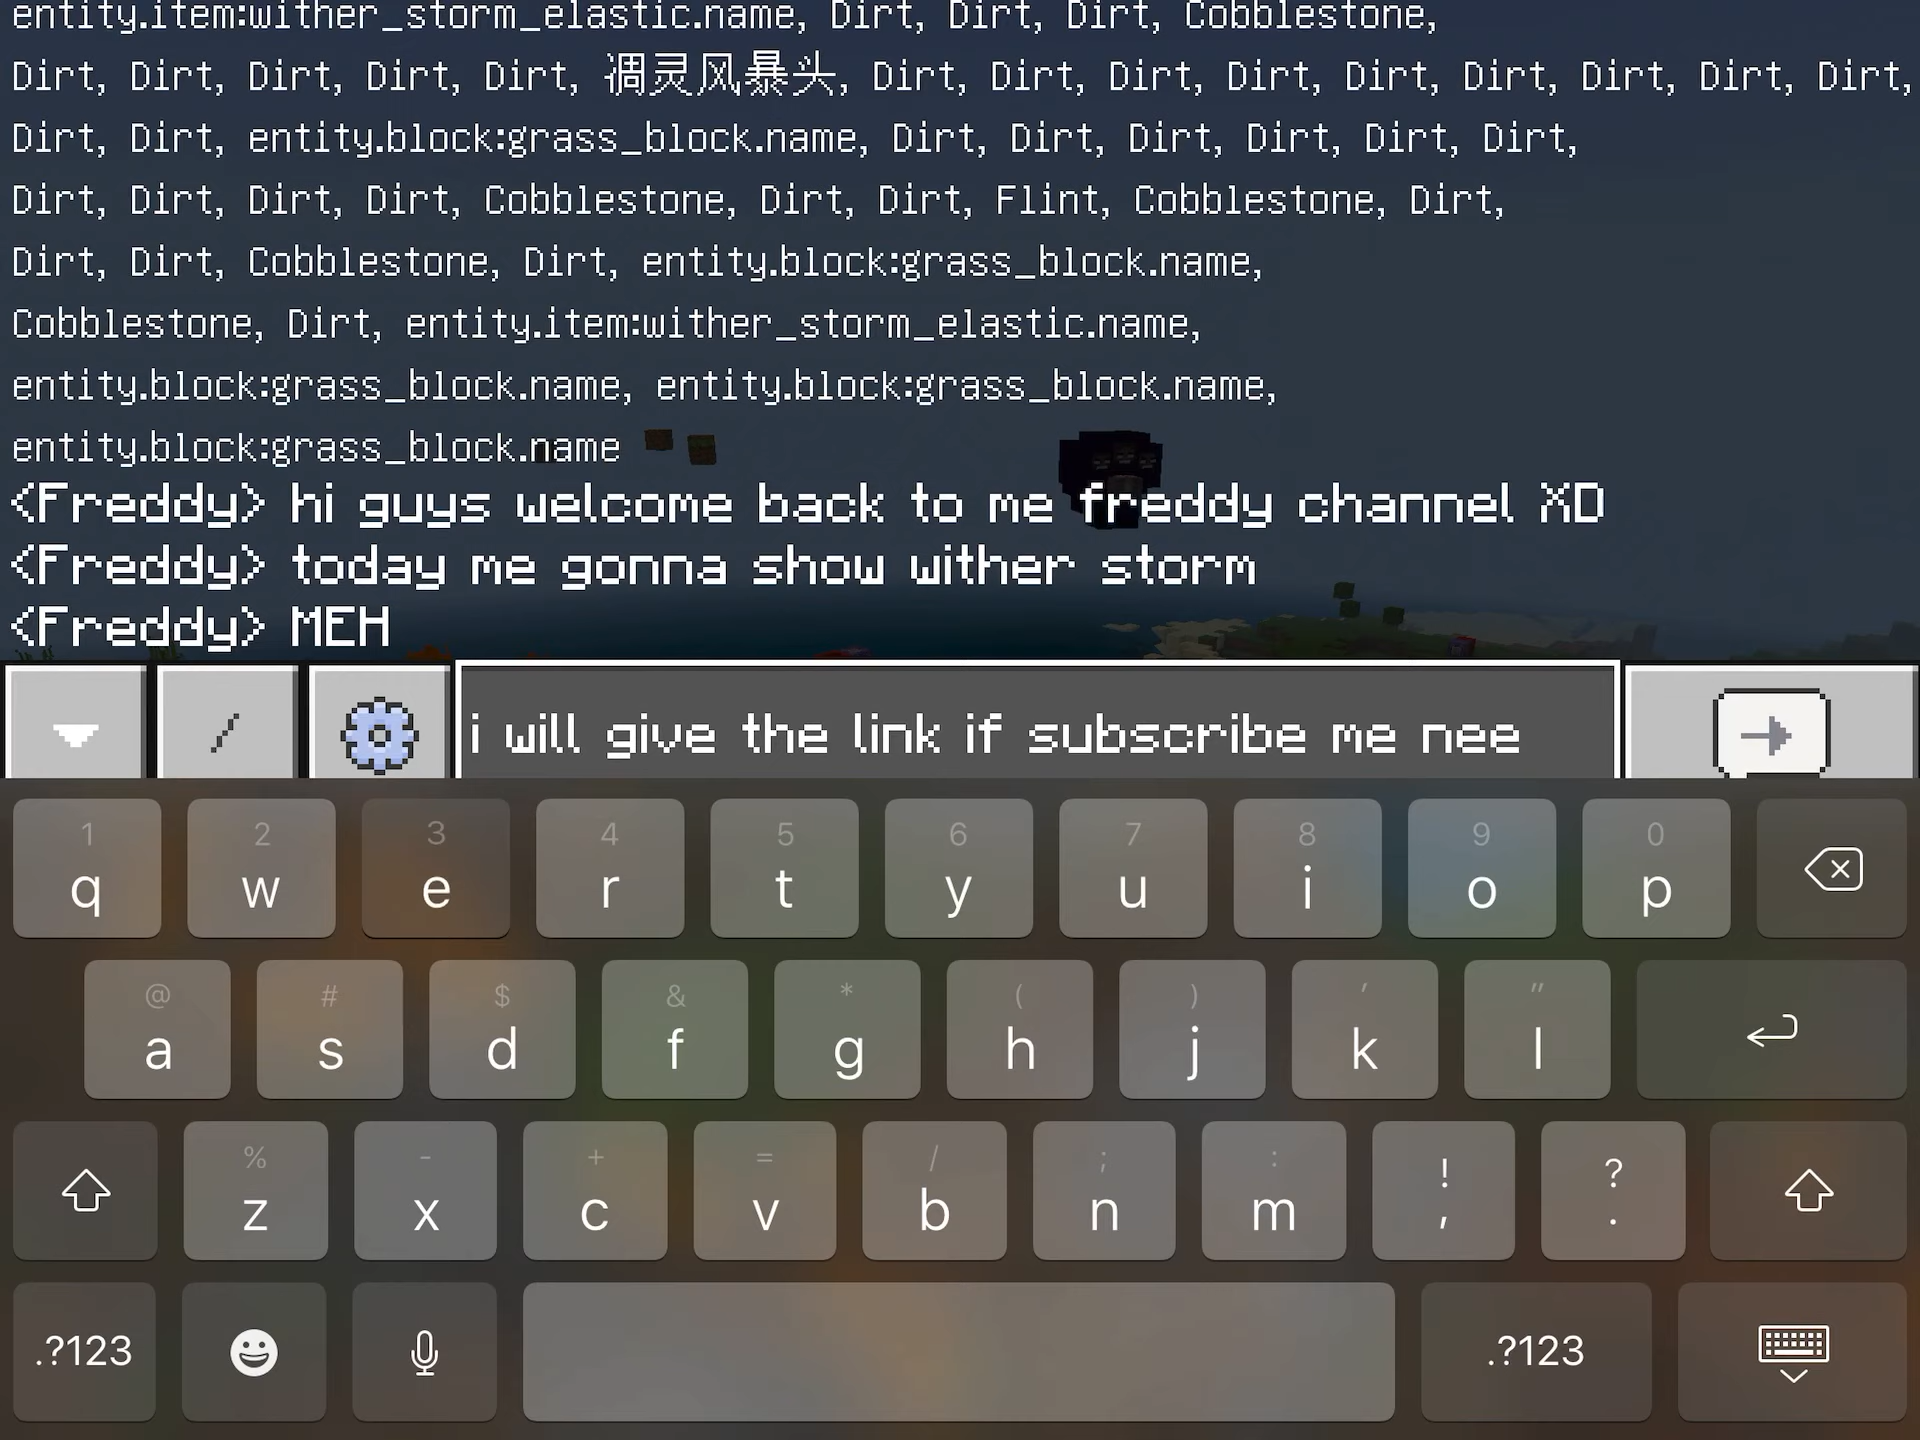 entity.item:wither_storm_elastic.name, Dirt, Dirt, Dirt, Cobblestone,
Dirt, Dirt, Dirt, Dirt, Dirt, 凋灵风暴头, Dirt, Dirt, Dirt, Dirt, Dirt, Dirt, Dirt, Dirt, Dirt,
Dirt, Dirt, entity.block:grass_block.name, Dirt, Dirt, Dirt, Dirt, Dirt, Dirt,
Dirt, Dirt, Dirt, Dirt, Cobblestone, Dirt, Dirt, Flint, Cobblestone, Dirt,
Dirt, Dirt, Cobblestone, Dirt, entity.block:grass_block.name,
Cobblestone, Dirt, entity.item:wither_storm_elastic.name,
entity.block:grass_block.name, entity.block:grass_block.name,
entity.block:grass_block.name
<Freddy> hi guys welcome back to me freddy channel XD
<Freddy> today me gonna show wither storm
<Freddy> MEH
/ i will give the link if subscribe me nee
1 2 3 4 5 6 7 8 9 0
q w e r t y u i o p
@ # $ & * ( ) ' "
a s d f g h j k l
% - + = / ; : ! ?
z x c v b n m , .
.?123 .?123